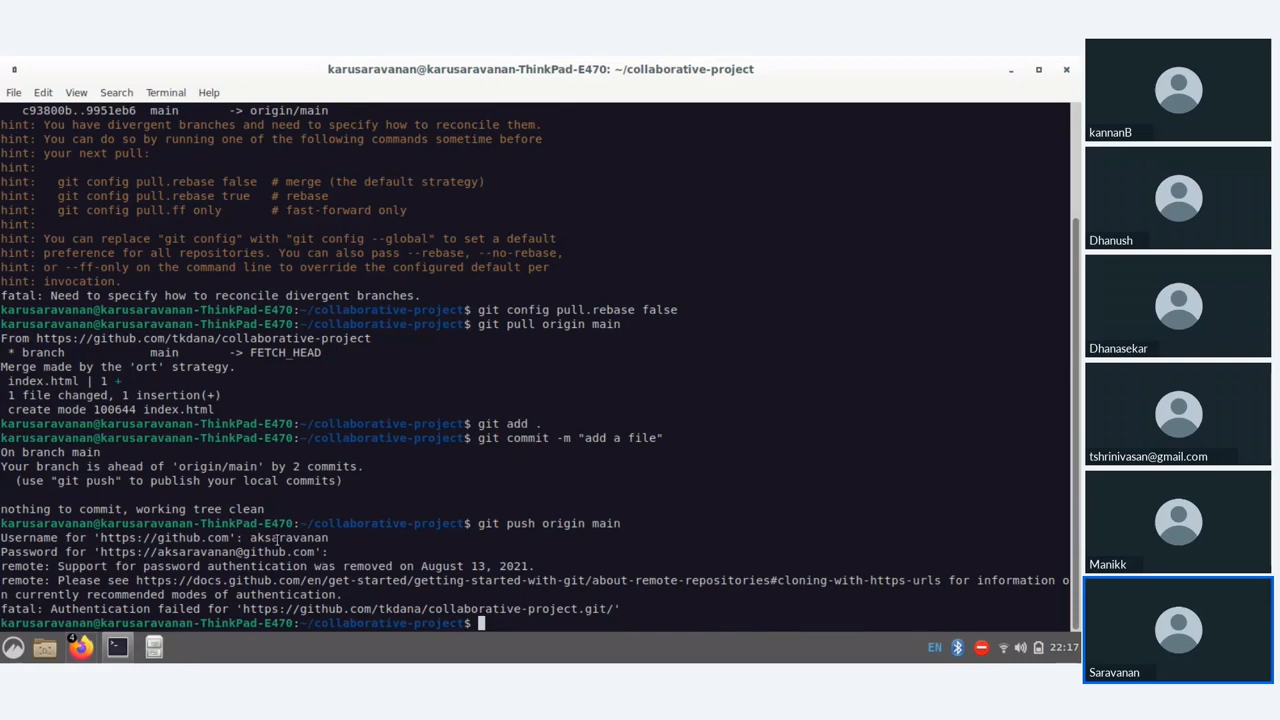 karusaravanan@karusaravanan-ThinkPad-E470: ~/collaborative-project
File Edit View Search Terminal Help
c93800b..9951eb6 main -> origin/main
hint: You have divergent branches and need to specify how to reconcile them.
hint: You can do so by running one of the following commands sometime before
hint: your next pull:
hint:
hint: git config pull.rebase false # merge (the default strategy)
hint: git config pull.rebase true # rebase
hint: git config pull.ff only # fast-forward only
hint:
hint: You can replace "git config" with "git config --global" to set a default
hint: preference for all repositories. You can also pass --rebase, --no-rebase,
hint: or --ff-only on the command line to override the configured default per
hint: invocation.
fatal: Need to specify how to reconcile divergent branches.
karusaravanan@karusaravanan-ThinkPad-E470:~/collaborative-project$ git config pull.rebase false
karusaravanan@karusaravanan-ThinkPad-E470:~/collaborative-project$ git pull origin main
From https://github.com/tkdana/collaborative-project
* branch main -> FETCH_HEAD
Merge made by the 'ort' strategy.
index.html | 1 +
1 file changed, 1 insertion(+)
create mode 100644 index.html
karusaravanan@karusaravanan-ThinkPad-E470:~/collaborative-project$ git add .
karusaravanan@karusaravanan-ThinkPad-E470:~/collaborative-project$ git commit -m "add a file"
On branch main
Your branch is ahead of 'origin/main' by 2 commits.
(use "git push" to publish your local commits)
nothing to commit, working tree clean
karusaravanan@karusaravanan-ThinkPad-E470:~/collaborative-project$ git push origin main
Username for 'https://github.com': aksaravanan
Password for 'https://aksaravanan@github.com':
remote: Support for password authentication was removed on August 13, 2021.
remote: Please see https://docs.github.com/en/get-started/getting-started-with-git/about-remote-repositories#cloning-with-https-urls for information o
n currently recommended modes of authentication.
fatal: Authentication failed for 'https://github.com/tkdana/collaborative-project.git/'
karusaravanan@karusaravanan-ThinkPad-E470:~/collaborative-project$
4
EN 22:17
kannanB
Dhanush
Dhanasekar
tshrinivasan@gmail.com
Manikk
Saravanan